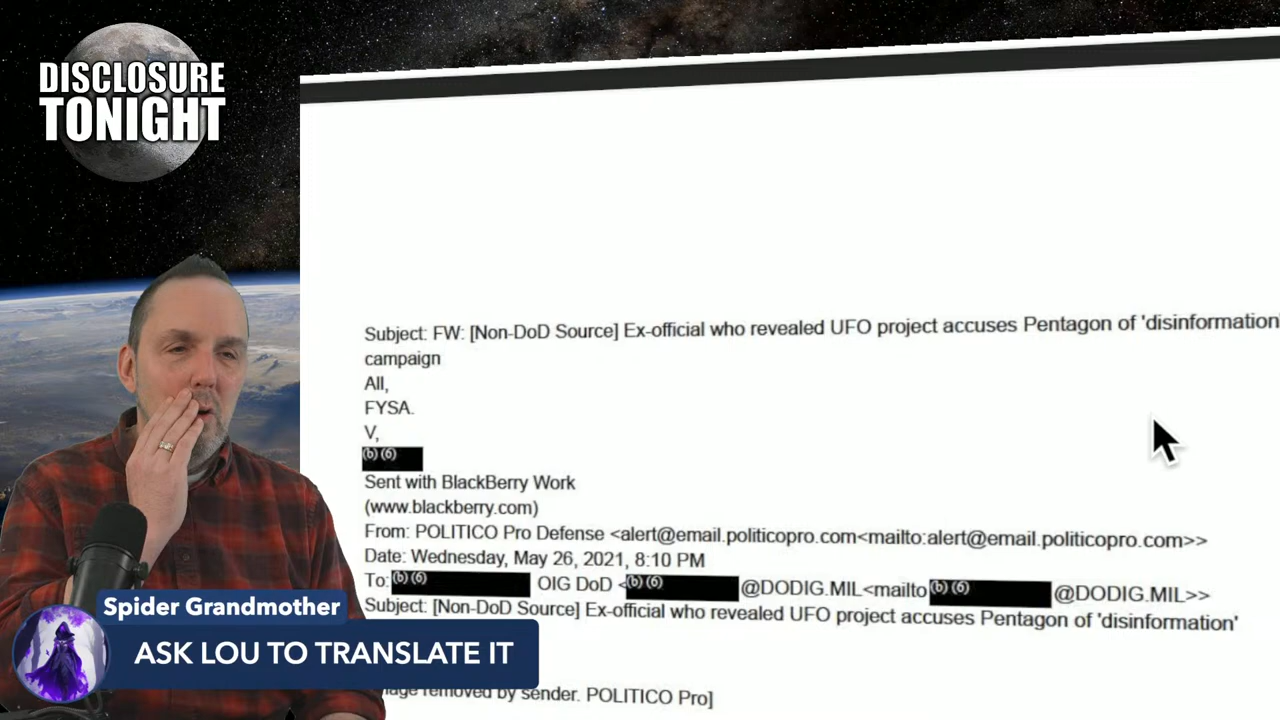 DISCLOSURE
TONIGHT
Subject: FW: [Non-DoD Source] Ex-official who revealed UFO project accuses Pentagon of 'disinformation'
campaign
All,
FYSA.
V,
(b) (6)
Sent with BlackBerry Work
(www.blackberry.com)
From: POLITICO Pro Defense <alert@email.politicopro.com<mailto:alert@email.politicopro.com>>
Date: Wednesday, May 26, 2021, 8:10 PM
To: (b) (6) OIG DoD <(b) (6) @DODIG.MIL<mailto (b) (6) @DODIG.MIL>>
Subject: [Non-DoD Source] Ex-official who revealed UFO project accuses Pentagon of 'disinformation'
removed by sender. POLITICO Pro]
Spider Grandmother
ASK LOU TO TRANSLATE IT